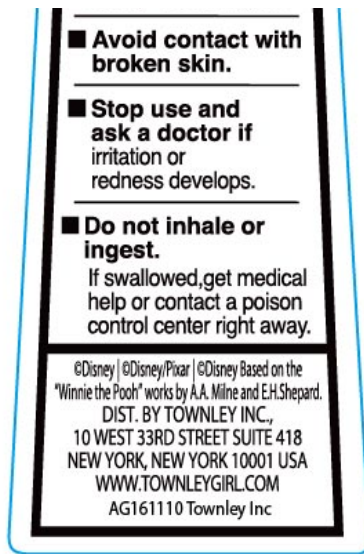 ■ Avoid contact with
broken skin.
■ Stop use and
ask a doctor if
irritation or
redness develops.
■ Do not inhale or
ingest.
If swallowed,get medical
help or contact a poison
control center right away.
©Disney | ©Disney/Pixar | ©Disney Based on the
"Winnie the Pooh" works by A.A. Milne and E.H.Shepard.
DIST. BY TOWNLEY INC.,
10 WEST 33RD STREET SUITE 418
NEW YORK, NEW YORK 10001 USA
WWW.TOWNLEYGIRL.COM
AG161110 Townley Inc